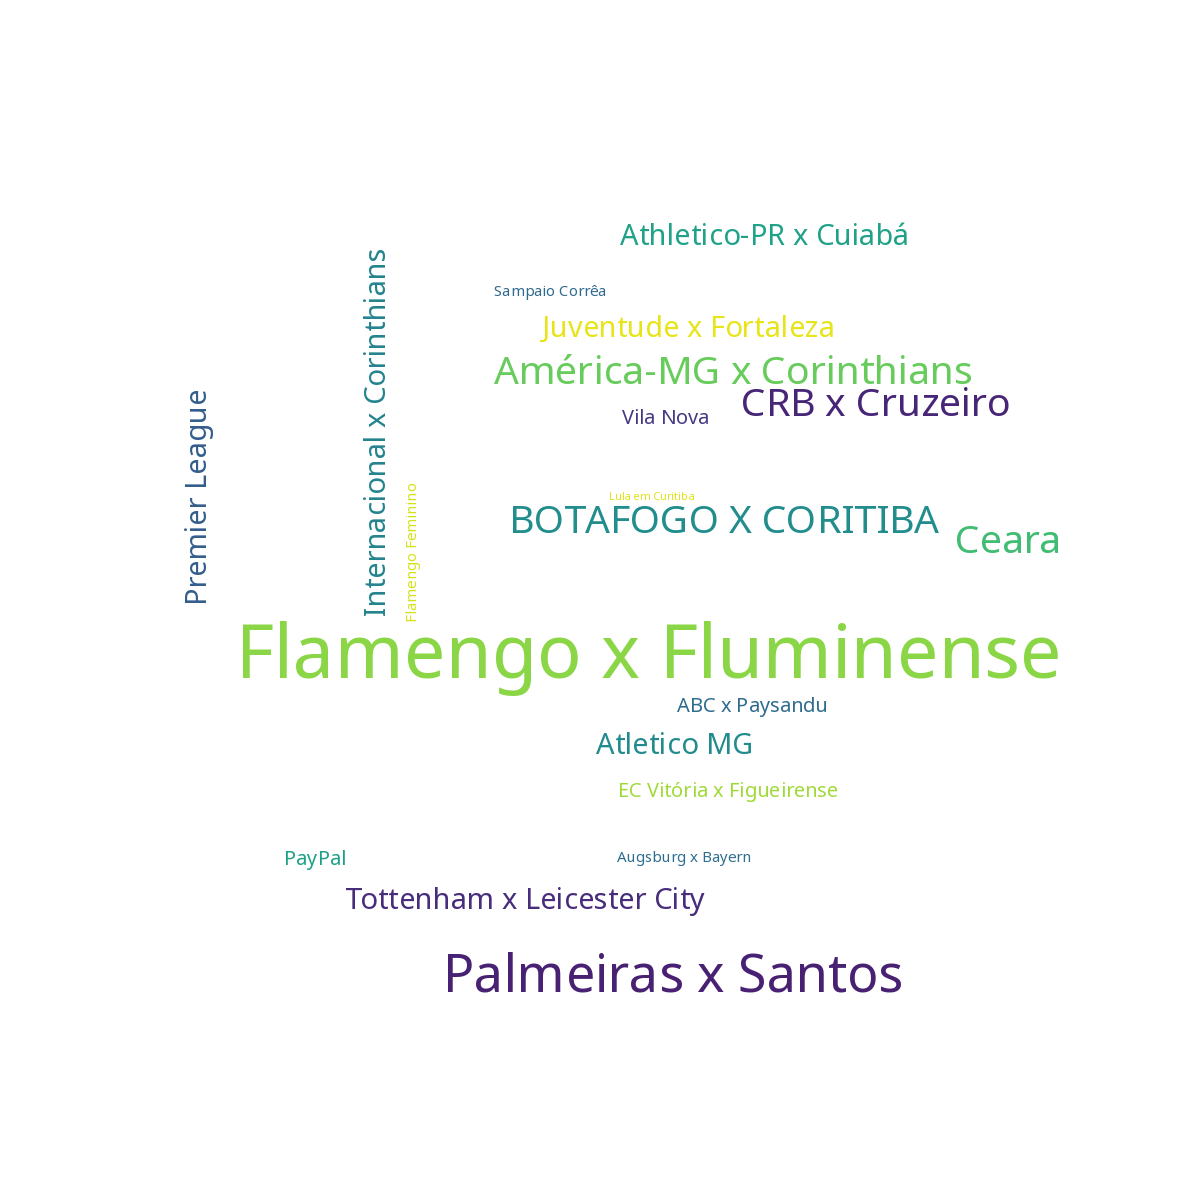 Athletico-PR x Cuiabá
Sampaio Corrêa
Juventude x Fortaleza
América-MG x Corinthians
CRB x Cruzeiro
Vila Nova
Internacional x Corinthians
Premier League
Flamengo Feminino
Lula em Curitiba
BOTAFOGO X CORITIBA
Ceara
Flamengo x Fluminense
ABC x Paysandu
Atletico MG
EC Vitória x Figueirense
PayPal
Augsburg x Bayern
Tottenham x Leicester City
Palmeiras x Santos